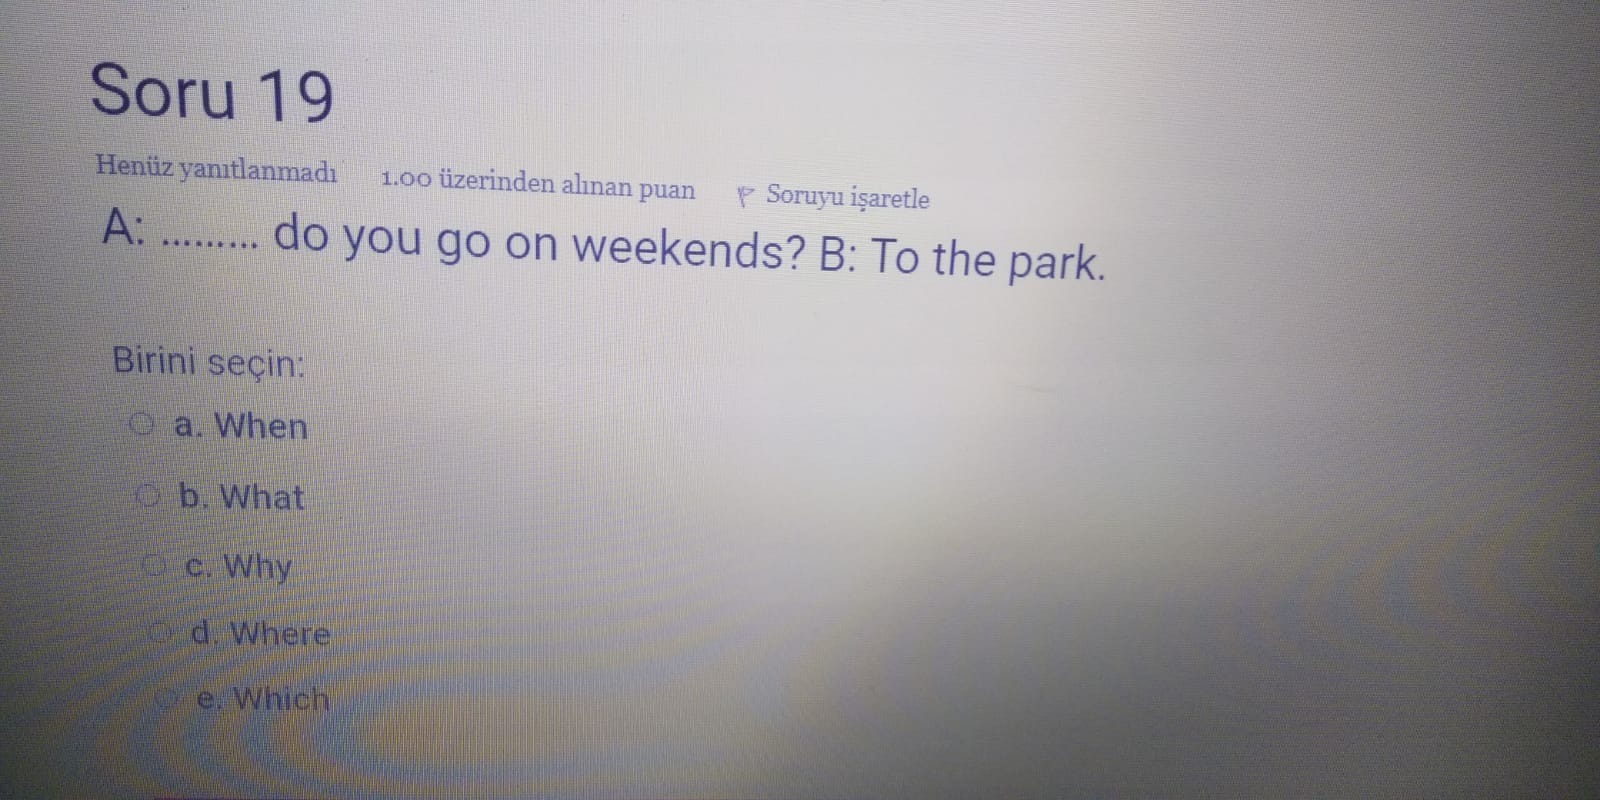 Soru 19
Henüz yanıtlanmadı 1.00 üzerinden alınan puan Soruyu işaretle
A: ......... do you go on weekends? B: To the park.
Birini seçin:
a. When
b. What
c. Why
d. Where
e. Which